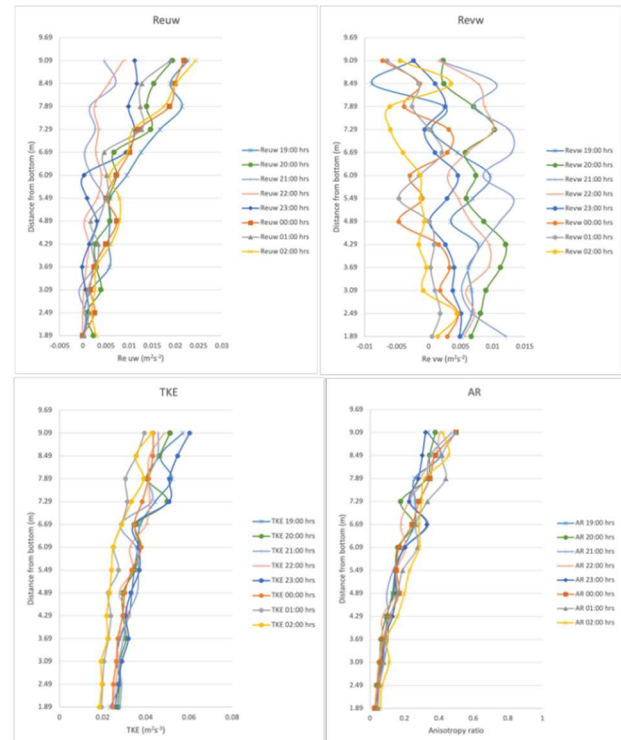 Reuw
9.69
9.09
8.49
7.89
7.29
6.69
6.09
5.49
4.89
4.29
3.69
3.09
2.49
1.89
Distance from bottom (m)
-0.005 0 0.005 0.01 0.015 0.02 0.025 0.03
Re uw (m²s⁻²)
Reuw 19:00 hrs
Reuw 20:00 hrs
Reuw 21:00 hrs
Reuw 22:00 hrs
Reuw 23:00 hrs
Reuw 00:00 hrs
Reuw 01:00 hrs
Reuw 02:00 hrs
Revw
9.69
9.09
8.49
7.89
7.29
6.69
6.09
5.49
4.89
4.29
3.69
3.09
2.49
1.89
Distance from bottom (m)
-0.01 -0.005 0 0.005 0.01 0.015
Re vw (m²s⁻²)
Revw 19:00 hrs
Revw 20:00 hrs
Revw 21:00 hrs
Revw 22:00 hrs
Revw 23:00 hrs
Revw 00:00 hrs
Revw 01:00 hrs
Revw 02:00 hrs
TKE
9.69
9.09
8.49
7.89
7.29
6.69
6.09
5.49
4.89
4.29
3.69
3.09
2.49
1.89
Distance from bottom (m)
0 0.02 0.04 0.06 0.08
TKE 19:00 hrs
TKE 20:00 hrs
TKE 21:00 hrs
TKE 22:00 hrs
TKE 23:00 hrs
TKE 00:00 hrs
TKE 01:00 hrs
TKE 02:00 hrs
AR
9.69
9.09
8.49
7.89
7.29
6.69
6.09
5.49
4.89
4.29
3.69
3.09
2.49
1.89
Distance from bottom (m)
0 0.2 0.4 0.6 0.8 1
Anisotropy ratio
AR 19:00 hrs
AR 20:00 hrs
AR 21:00 hrs
AR 22:00 hrs
AR 23:00 hrs
AR 00:00 hrs
AR 01:00 hrs
AR 02:00 hrs